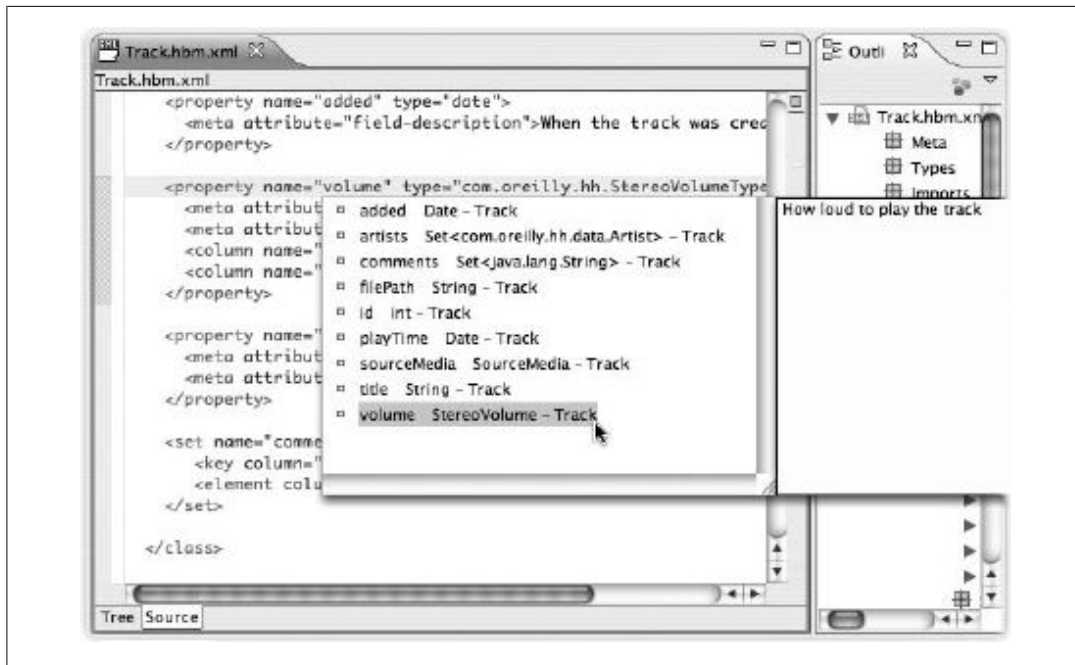 Track.hbm.xml
Outli
Track.hbm.xml
<property name="added" type="date">
<meta attribute="field-description">When the track was crea
</property>
<property name="volume" type="com.oreilly.hh.StereoVolumeType
<meta attribut
<meta attribut
<column name="
<column name="
</property>
<property name="
<meta attribut
<meta attribut
</property>
<set name="comme
<key column="
<element colu
</set>
</class>
added Date – Track
artists Set<com.oreilly.hh.data.Artist> – Track
comments Set<java.lang.String> – Track
filePath String – Track
id int – Track
playTime Date – Track
sourceMedia SourceMedia – Track
title String – Track
volume StereoVolume – Track
How loud to play the track
Track.hbm.xm
Meta
Types
Imports
Tree Source